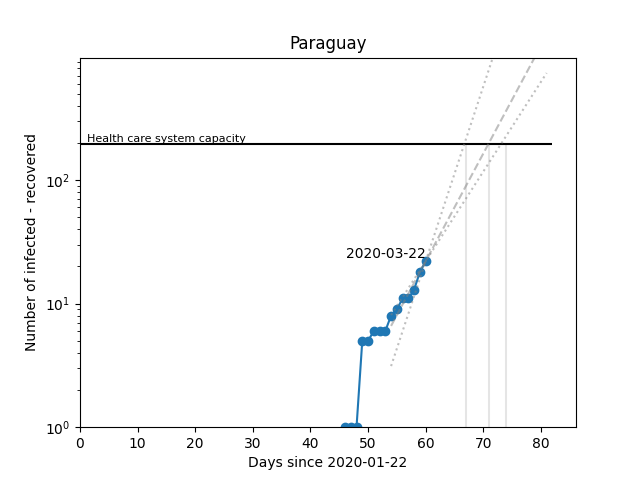 Paraguay
Number of infected - recovered
10²
10¹
10⁰
Health care system capacity
2020-03-22
0 10 20 30 40 50 60 70 80
Days since 2020-01-22